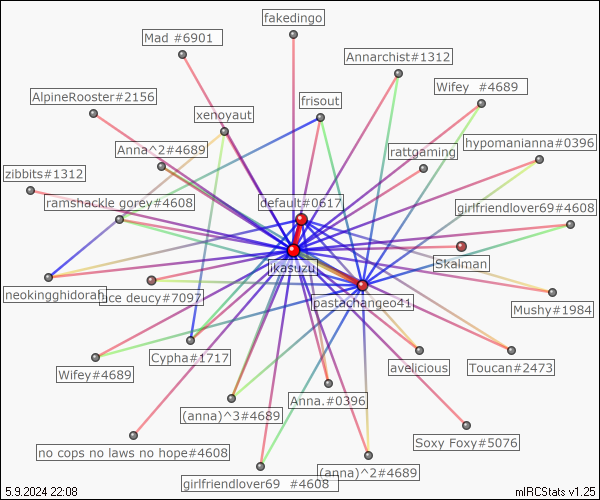 fakedingo
Mad #6901
Annarchist#1312
Wifey #4689
AlpineRooster#2156
frisout
xenoyaut
hypomanianna#0396
Anna^2#4689
rattgaming
zibbits#1312
ramshackle gorey#4608
default#0617
girlfriendlover69#4608
ikasuzu
Skaiman
neokingghidorah
ice deucy#7097
pastachangeo41
Mushy#1984
Cypha#1717
avelicious
Toucan#2473
Wifey#4689
Anna.#0396
(anna)^3#4689
Soxy Foxy#5076
no cops no laws no hope#4608
(anna)^2#4689
girlfriendlover69 #4608
5.9.2024 22:08
mIRCStats v1.25